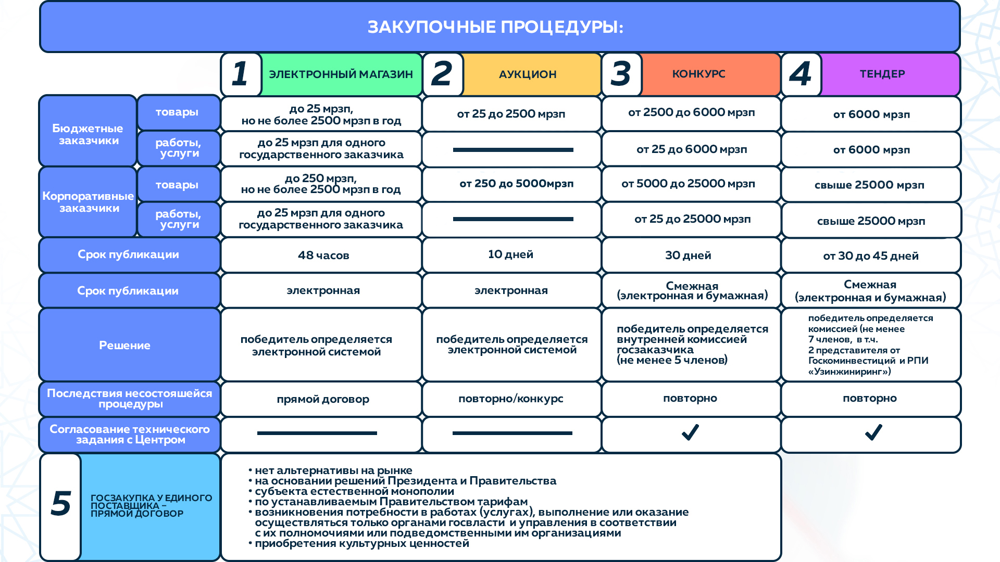 ЗАКУПОЧНЫЕ ПРОЦЕДУРЫ:
1
ЭЛЕКТРОННЫЙ МАГАЗИН
2
АУКЦИОН
3
КОНКУРС
4
ТЕНДЕР
Бюджетные
заказчики
товары
до 25 мрзп,
но не более 2500 мрзп в год
от 25 до 2500 мрзп
от 2500 до 6000 мрзп
от 6000 мрзп
работы,
услуги
до 25 мрзп для одного
государственного заказчика
от 25 до 6000 мрзп
от 6000 мрзп
Корпоративные
заказчики
товары
до 250 мрзп,
но не более 2500 мрзп в год
от 250 до 5000мрзп
от 5000 до 25000 мрзп
свыше 25000 мрзп
работы,
услуги
до 25 мрзп для одного
государственного заказчика
от 25 до 25000 мрзп
свыше 25000 мрзп
Срок публикации
48 часов
10 дней
30 дней
от 30 до 45 дней
Срок публикации
электронная
электронная
Смежная
(электронная и бумажная)
Смежная
(электронная и бумажная)
Решение
победитель определяется
электронной системой
победитель определяется
электронной системой
победитель определяется
внутренней комиссией
госзаказчика
(не менее 5 членов)
победитель определяется
комиссией (не менее
7 членов, в т.ч.
2 представителя от
Госкоминвестиций и РПИ
«Узинжиниринг»)
Последствия несостояшейся
процедуры
прямой договор
повторно/конкурс
повторно
повторно
Согласование технического
задания с Центром
5
ГОСЗАКУПКА У ЕДИНОГО
ПОСТАВЩИКА –
ПРЯМОЙ ДОГОВОР
• нет альтернативы на рынке
• на основании решений Президента и Правительства
• субъекта естественной монополии
• по устанавливаемым Правительством тарифам
• возникновения потребности в работах (услугах), выполнение или оказание
осуществляться только органами госвласти и управления в соответствии
с их полномочиями или подведомственными им организациями
• приобретения культурных ценностей